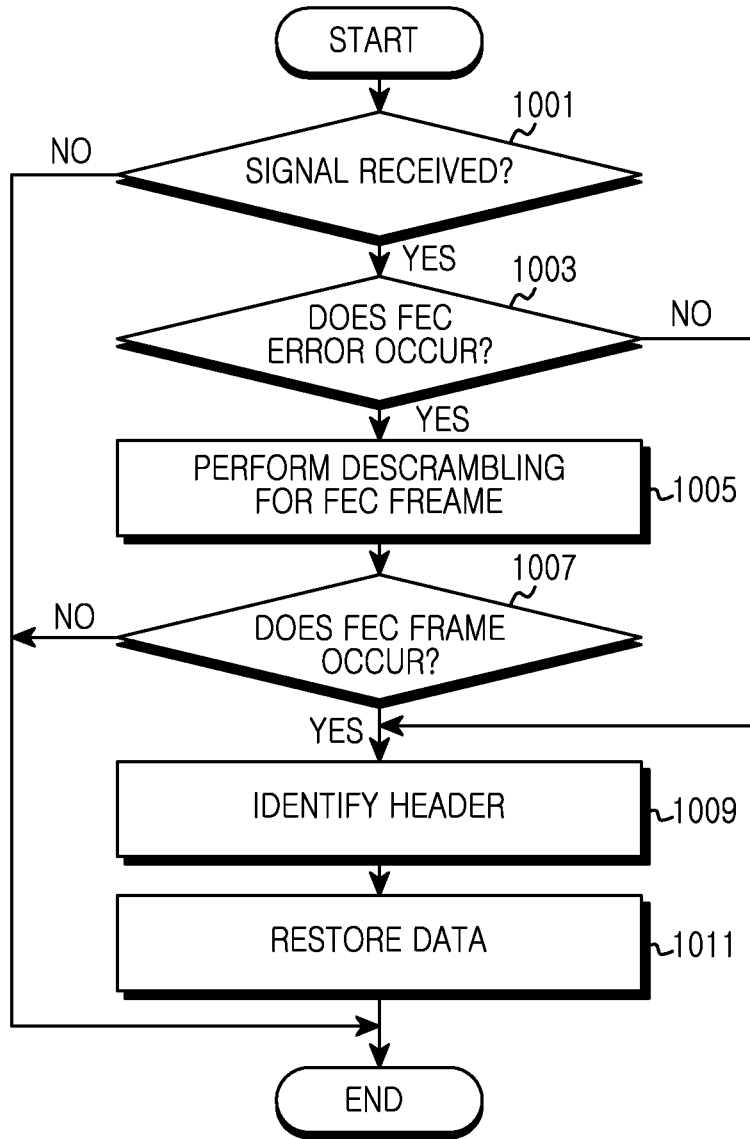 START
1001
NO
SIGNAL RECEIVED?
YES
1003
DOES FEC
ERROR OCCUR?
NO
YES
PERFORM DESCRAMBLING
FOR FEC FREAME
1005
1007
NO
DOES FEC FRAME
OCCUR?
YES
IDENTIFY HEADER
1009
RESTORE DATA
1011
END